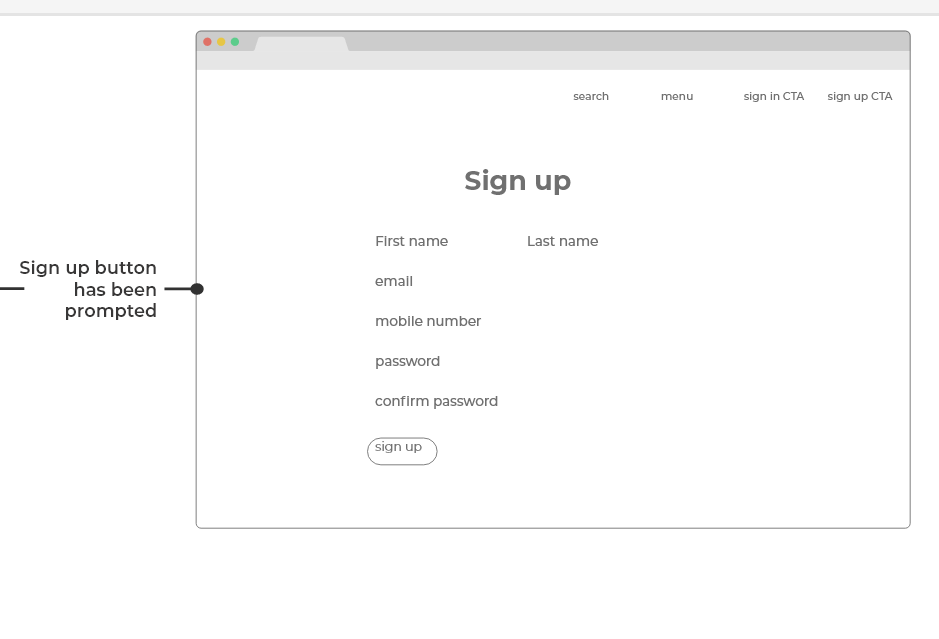 search menu sign in CTA sign up CTA
Sign up
First name Last name
email
mobile number
password
confirm password
sign up
Sign up button
has been
prompted